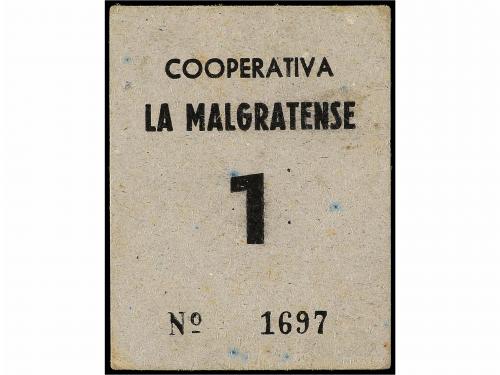 COOPERATIVA
LA MALGRATENSE
1
Nº 1697